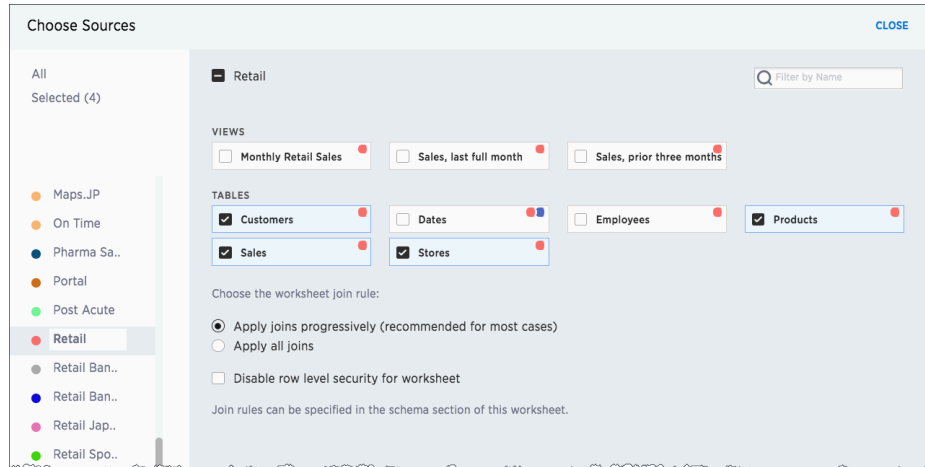 Choose Sources
CLOSE
All
Selected (4)
Maps.JP
On Time
Pharma Sa..
Portal
Post Acute
Retail
Retail Ban..
Retail Ban..
Retail Jap..
Retail Spo..
Retail
Filter by Name
VIEWS
Monthly Retail Sales
Sales, last full month
Sales, prior three months
TABLES
Customers
Dates
Employees
Products
Sales
Stores
Choose the worksheet join rule:
Apply joins progressively (recommended for most cases)
Apply all joins
Disable row level security for worksheet
Join rules can be specified in the schema section of this worksheet.